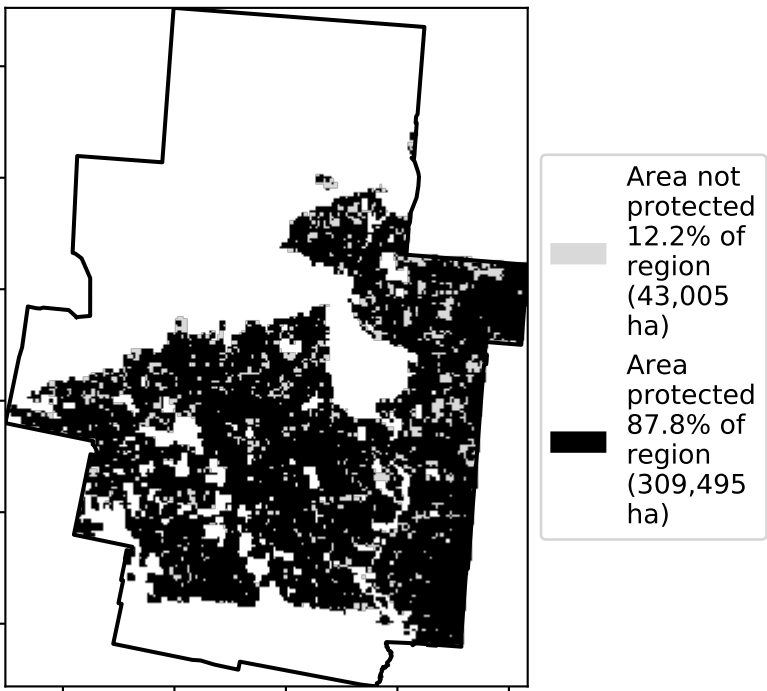 Area not
protected
12.2% of
region
(43,005
ha)
Area
protected
87.8% of
region
(309,495
ha)